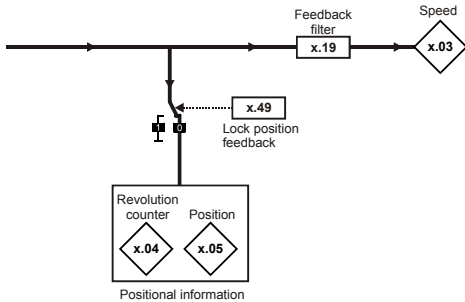 Speed
Feedback
filter
x.19
x.03
x.49
Lock position
feedback
1 0
Revolution
counter
Position
x.04
x.05
Positional information